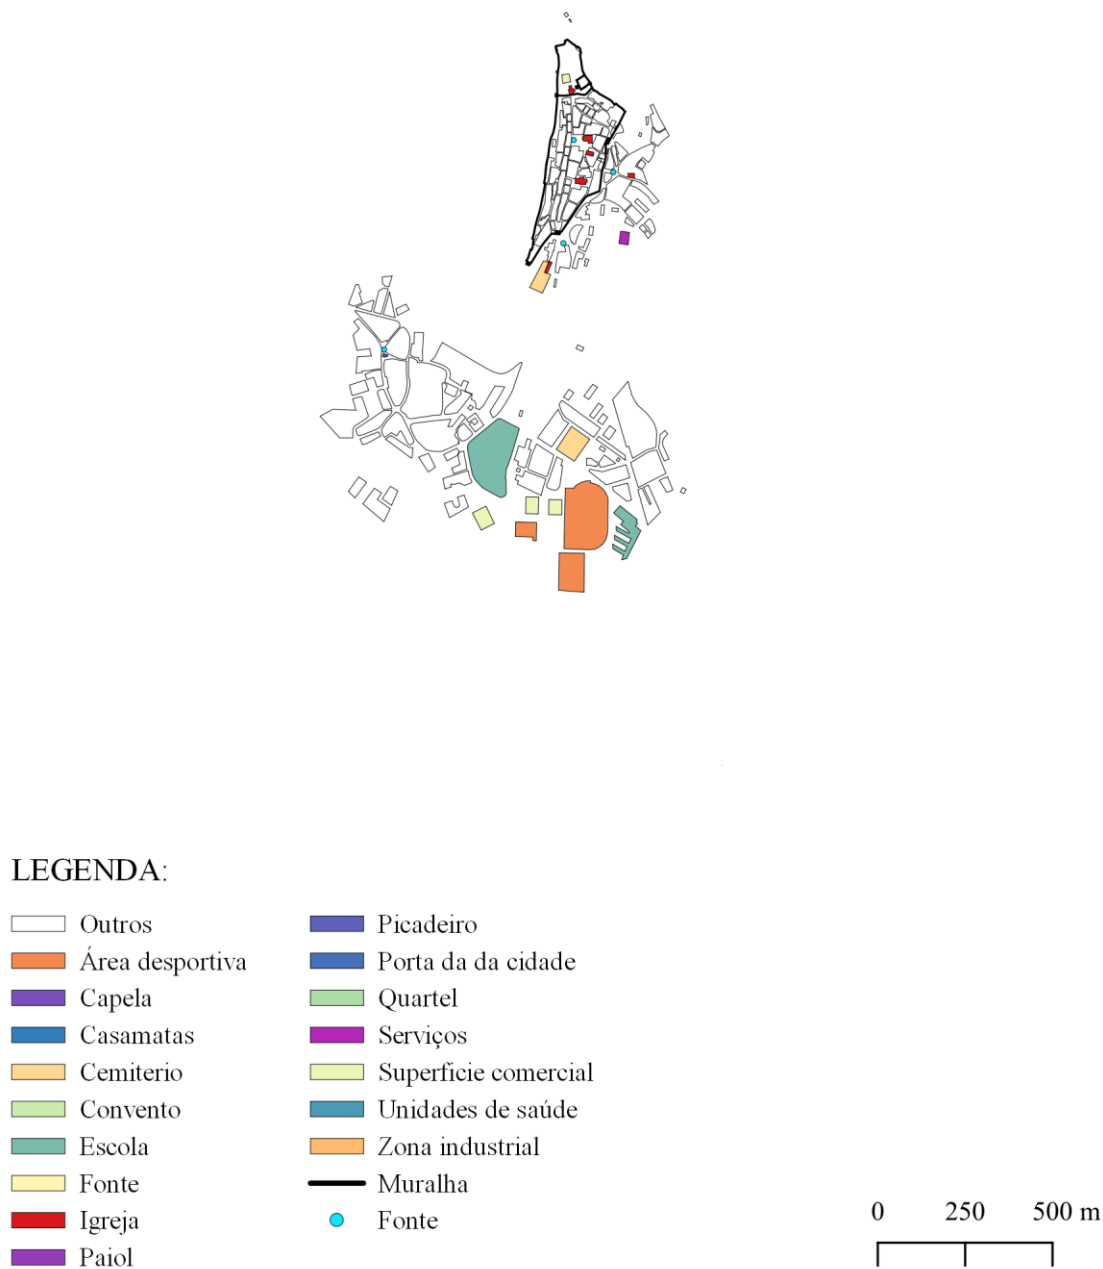 LEGENDA:
Outros
Área desportiva
Capela
Casamatas
Cemiterio
Convento
Escola
Fonte
Igreja
Paiol
Picadeiro
Porta da da cidade
Quartel
Serviços
Superficie comercial
Unidades de saúde
Zona industrial
Muralha
Fonte
0 250 500 m